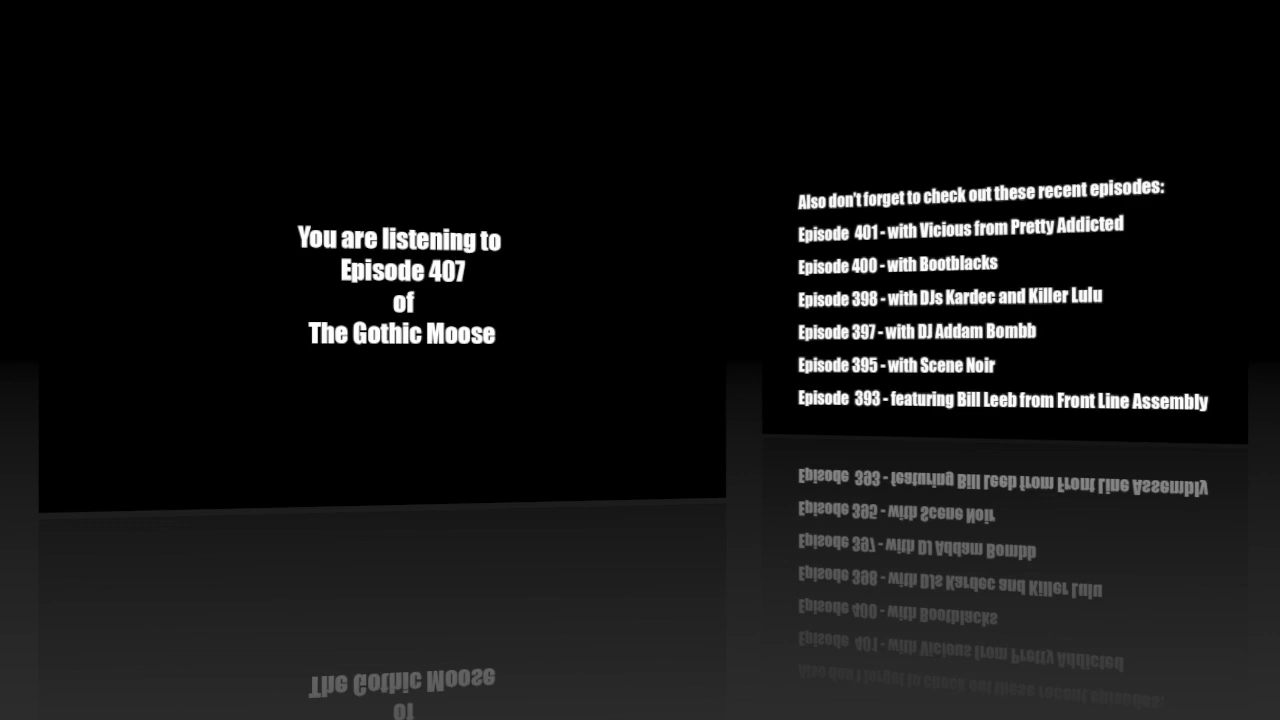 You are listening to
Episode 407
of
The Gothic Moose
Also don't forget to check out these recent episodes:
Episode 401 - with Vicious from Pretty Addicted
Episode 400 - with Bootblacks
Episode 398 - with DJs Kardec and Killer Lulu
Episode 397 - with DJ Addam Bombb
Episode 395 - with Scene Noir
Episode 393 - featuring Bill Leeb from Front Line Assembly